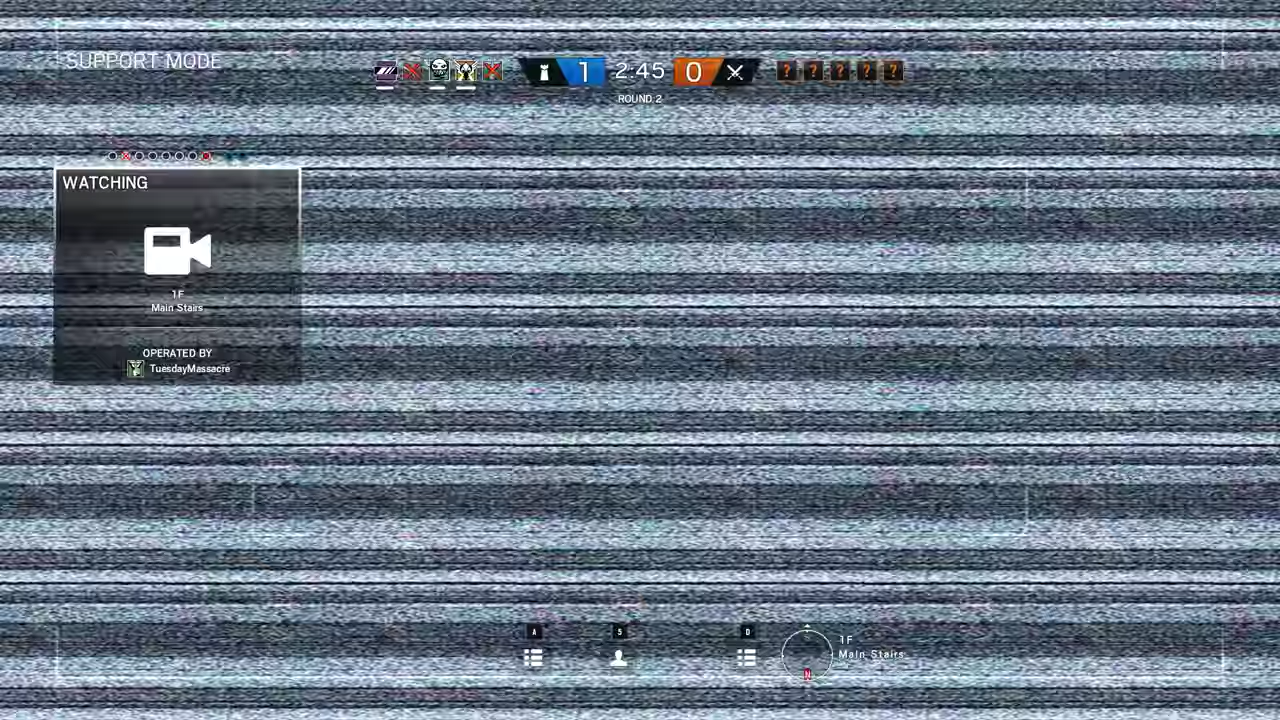 SUPPORT MODE
1 2:45 0
ROUND 2
? ? ? ? ?
WATCHING
1F
Main Stairs
OPERATED BY
TuesdayMassacre
A S D
1F
Main Stairs
N